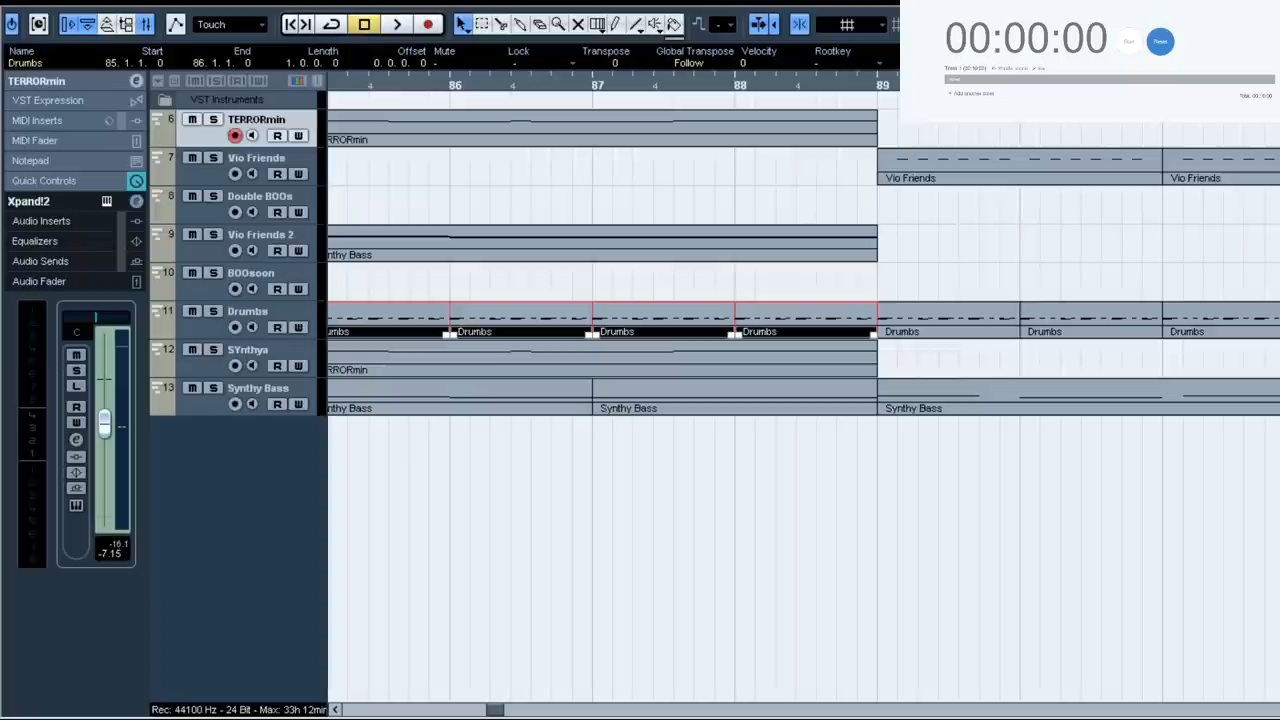 Touch
00:00:00
Start
Reset
Name Start End Length Offset Mute Lock Transpose Global Transpose Velocity Rootkey
Drumbs 85. 1. 1. 0 86. 1. 1. 0 1. 0. 0. 0 0. 0. 0. 0 - - 0 Follow 0 -
+ Add another timer
TERRORmin
86 87 88 89
4 4 4 4
VST Expression
VST Instruments
MIDI Inserts
6 M S TERRORmin
R W
RRORmin
MIDI Fader
Notepad
7 M S Vio Friends
R W
Vio Friends Vio Friends
Quick Controls
Xpand!2
8 M S Double BOOs
R W
Audio Inserts
Equalizers
9 M S Vio Friends 2
R W
nthy Bass
Audio Sends
10 M S BOOsoon
R W
Audio Fader
11 M S Drumbs
R W
umbs Drumbs Drumbs Drumbs Drumbs Drumbs Drumbs
C
M
S
L
R
W
12 M S SYnthya
R W
RRORmin
13 M S Synthy Bass
R W
nthy Bass Synthy Bass Synthy Bass
-16.1
-7.15
Rec: 44100 Hz - 24 Bit - Max: 33h 12min